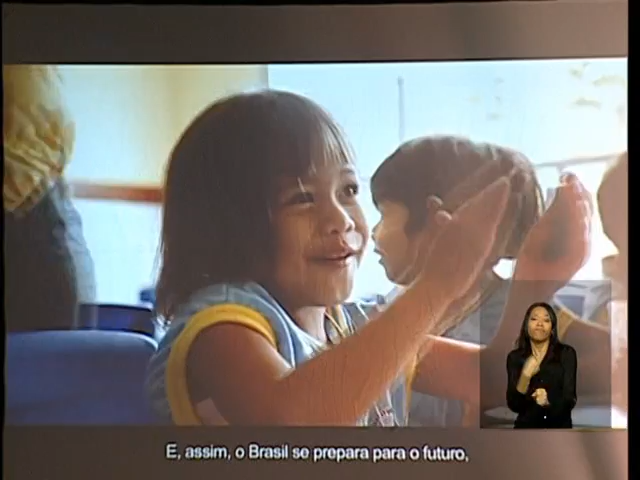 E, assim, o Brasil se prepara para o futuro,